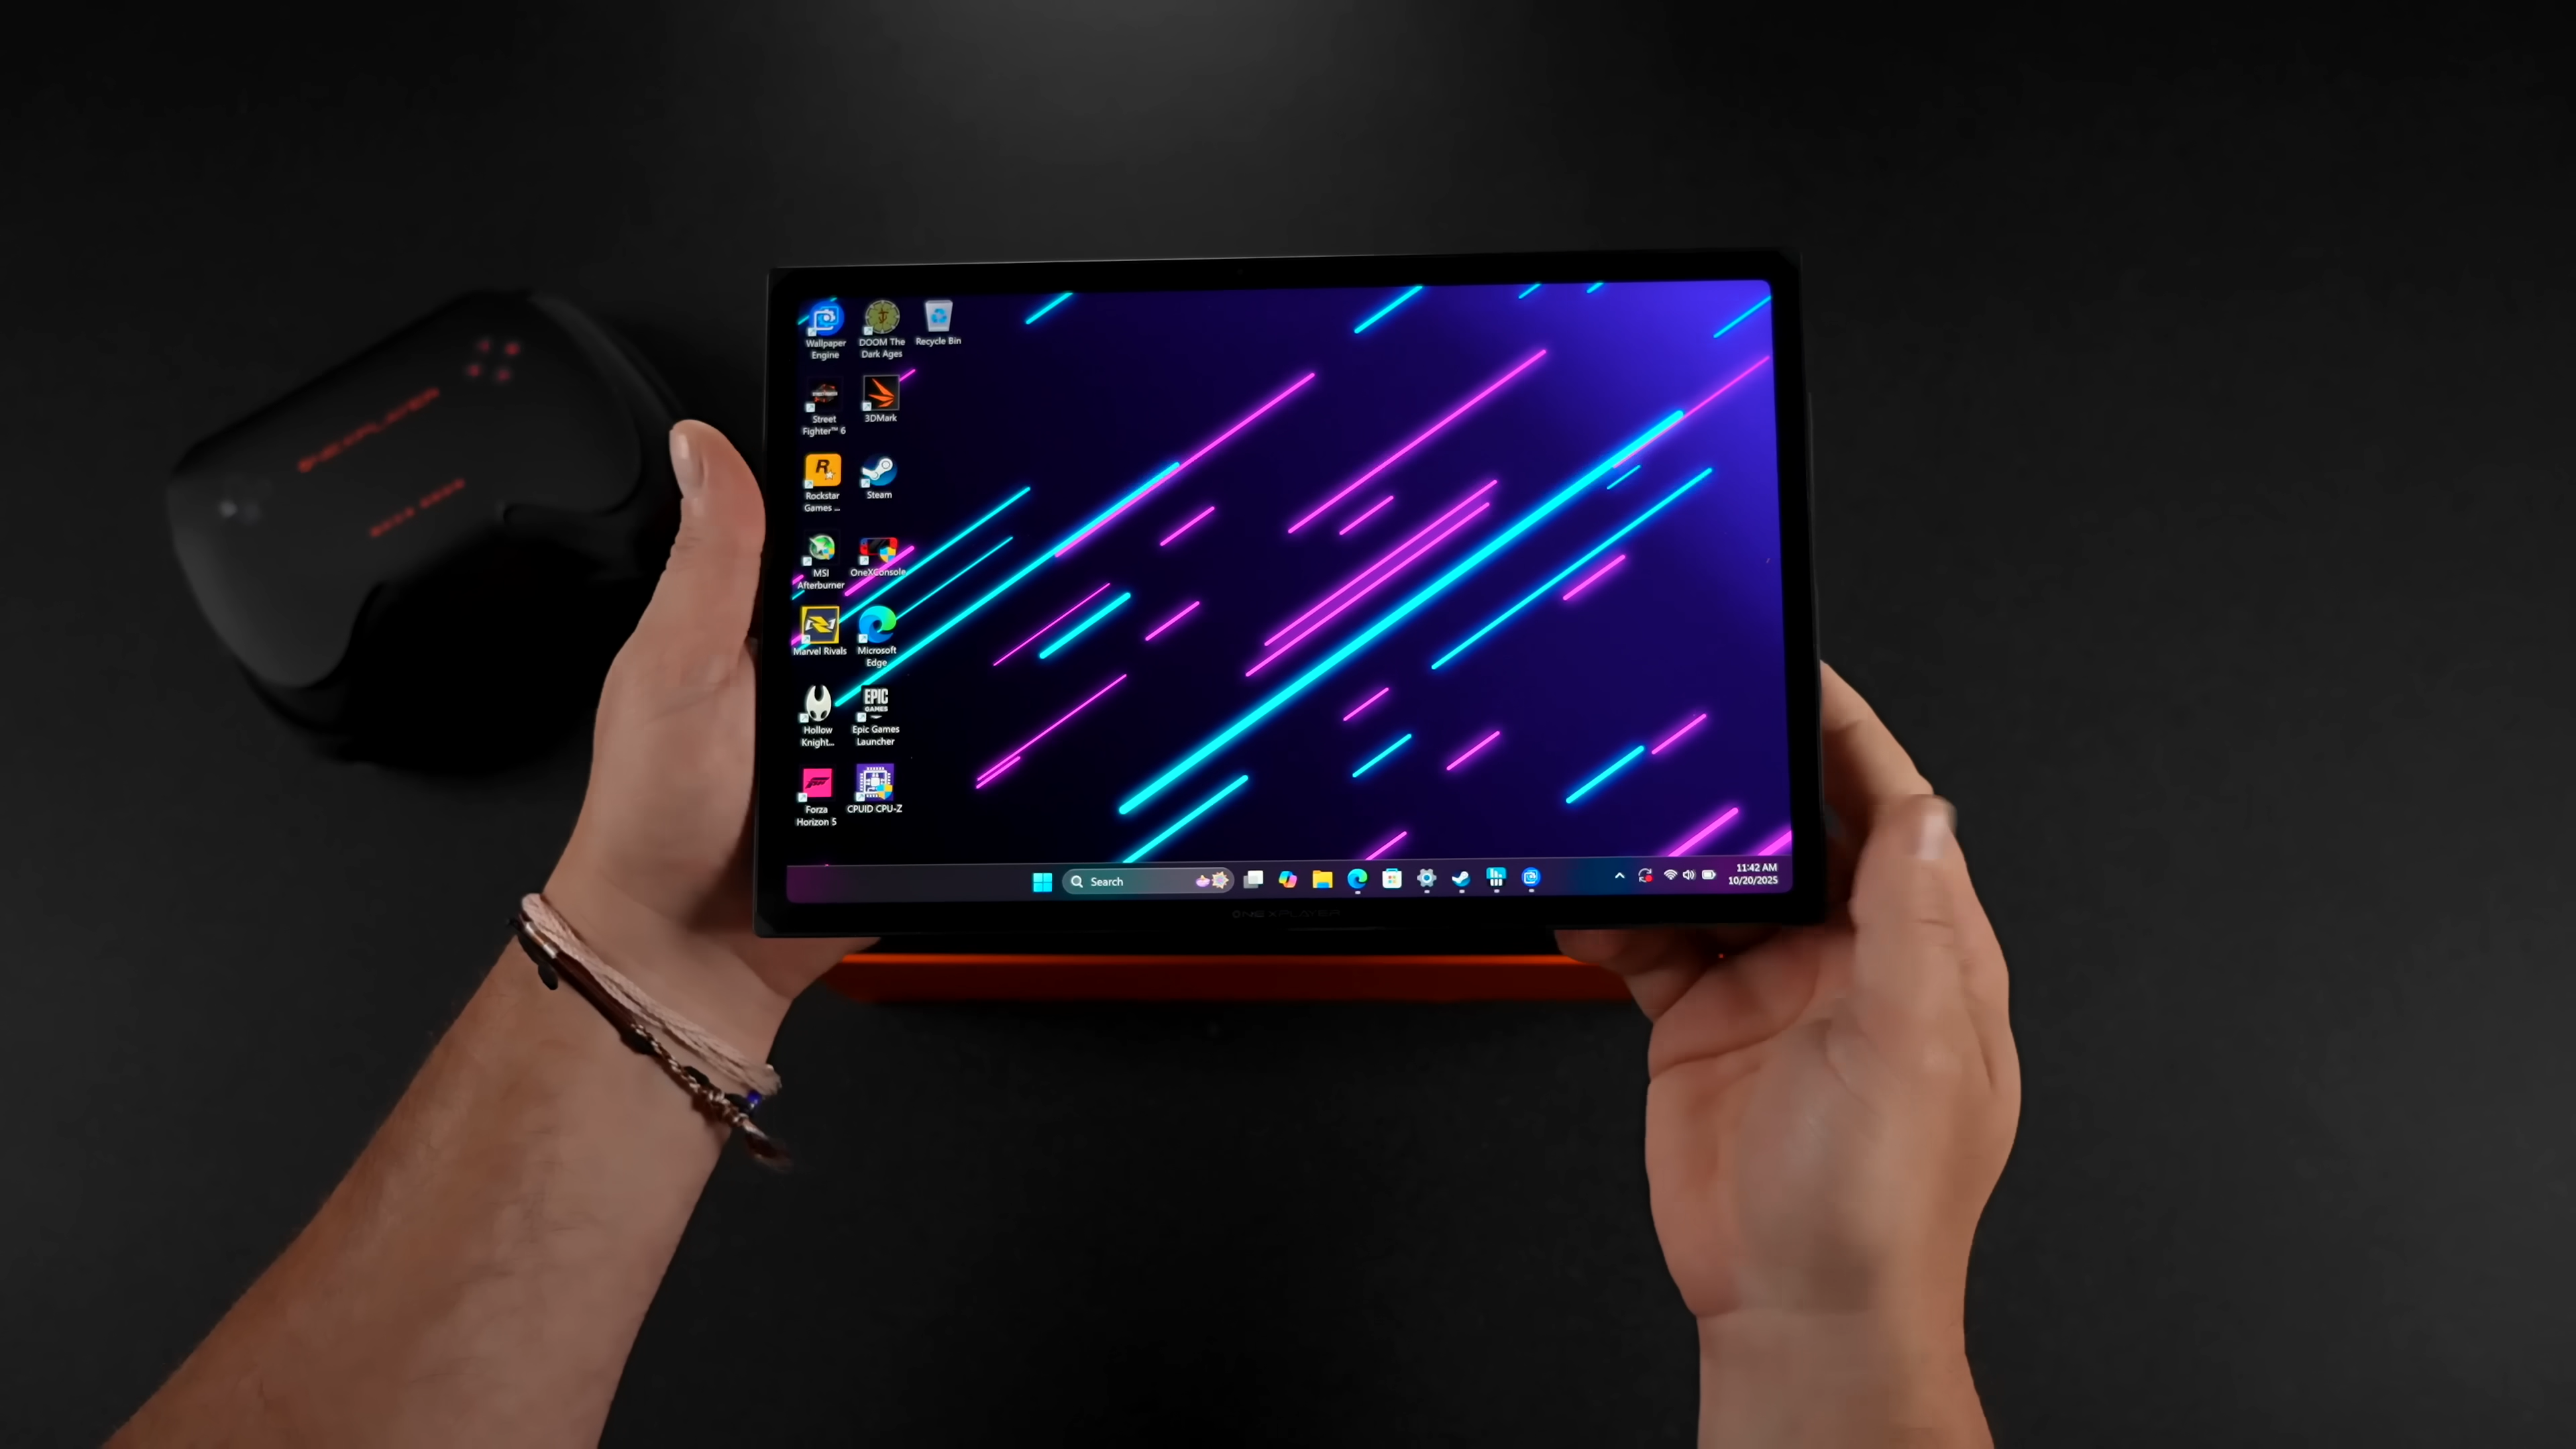 Wallpaper
Engine
DOOM The
Dark Ages
Recycle Bin
Street
Fighter™ 6
3DMark
Rockstar
Games ...
Steam
MSI
Afterburner
OneXConsole
Marvel Rivals
Microsoft
Edge
Hollow
Knight...
EPIC
GAMES
Epic Games
Launcher
Forza
Horizon 5
CPUID CPU-Z
Search
11:42 AM
10/20/2025
ONEXPLAYER
ONEXPLAYER